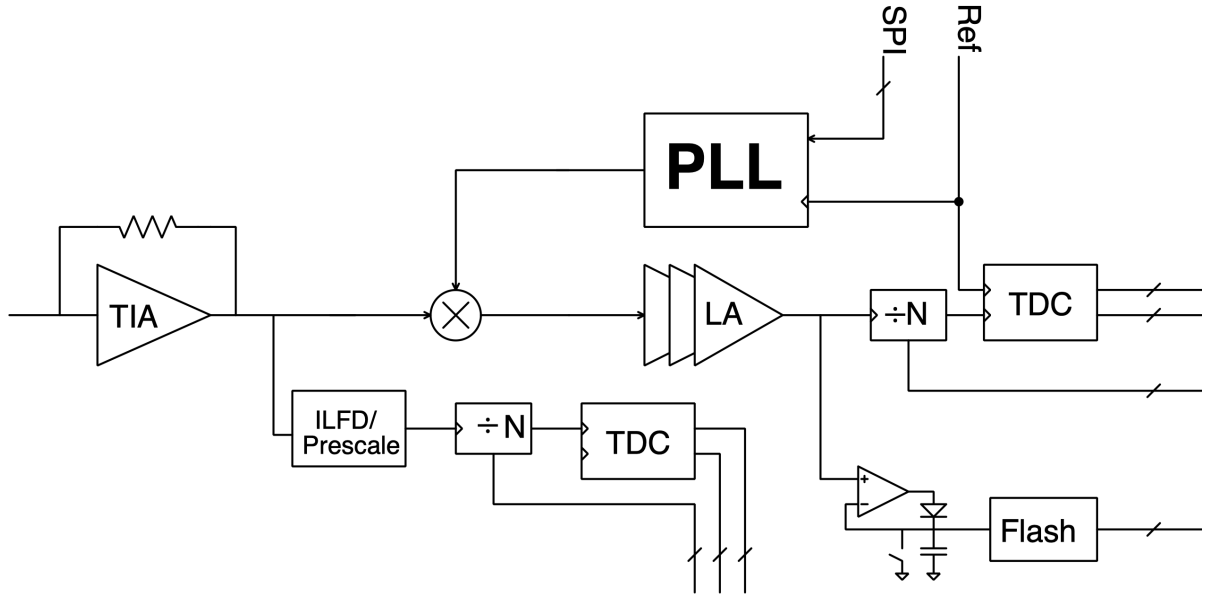 SPI
Ref
PLL
TIA
LA
÷N
TDC
ILFD/
Prescale
÷N
TDC
+
−
Flash